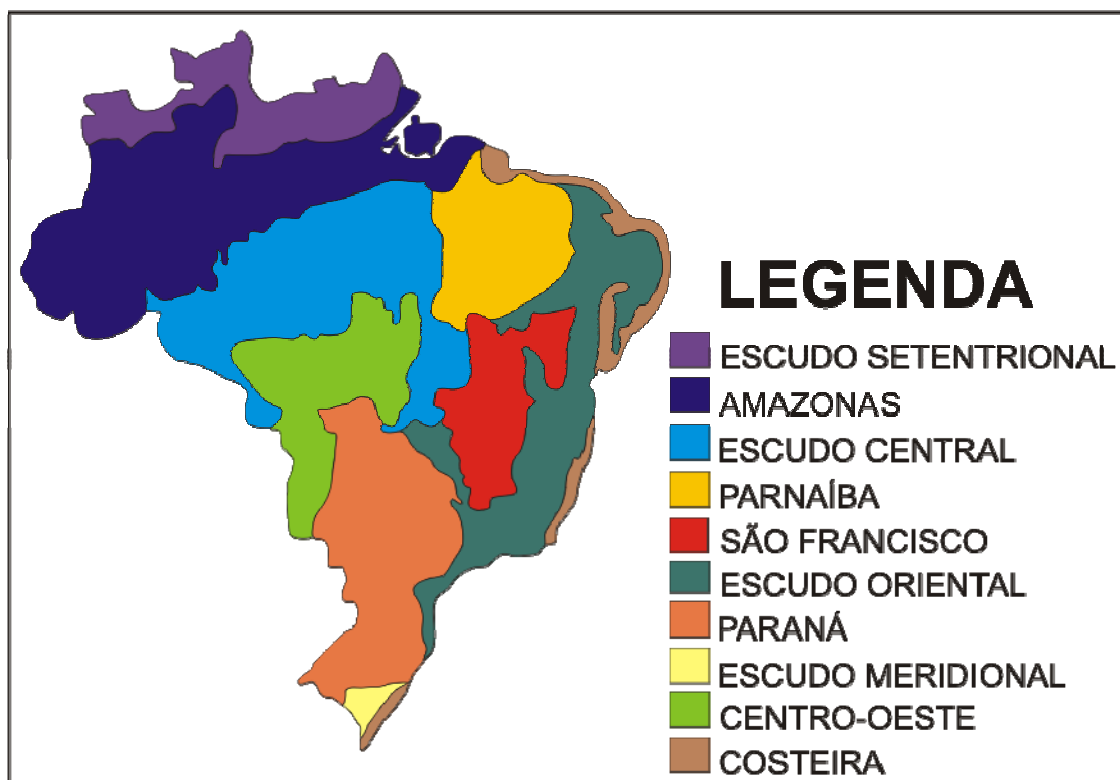 LEGENDA
ESCUDO SETENTRIONAL
AMAZONAS
ESCUDO CENTRAL
PARNAÍBA
SÃO FRANCISCO
ESCUDO ORIENTAL
PARANÁ
ESCUDO MERIDIONAL
CENTRO-OESTE
COSTEIRA